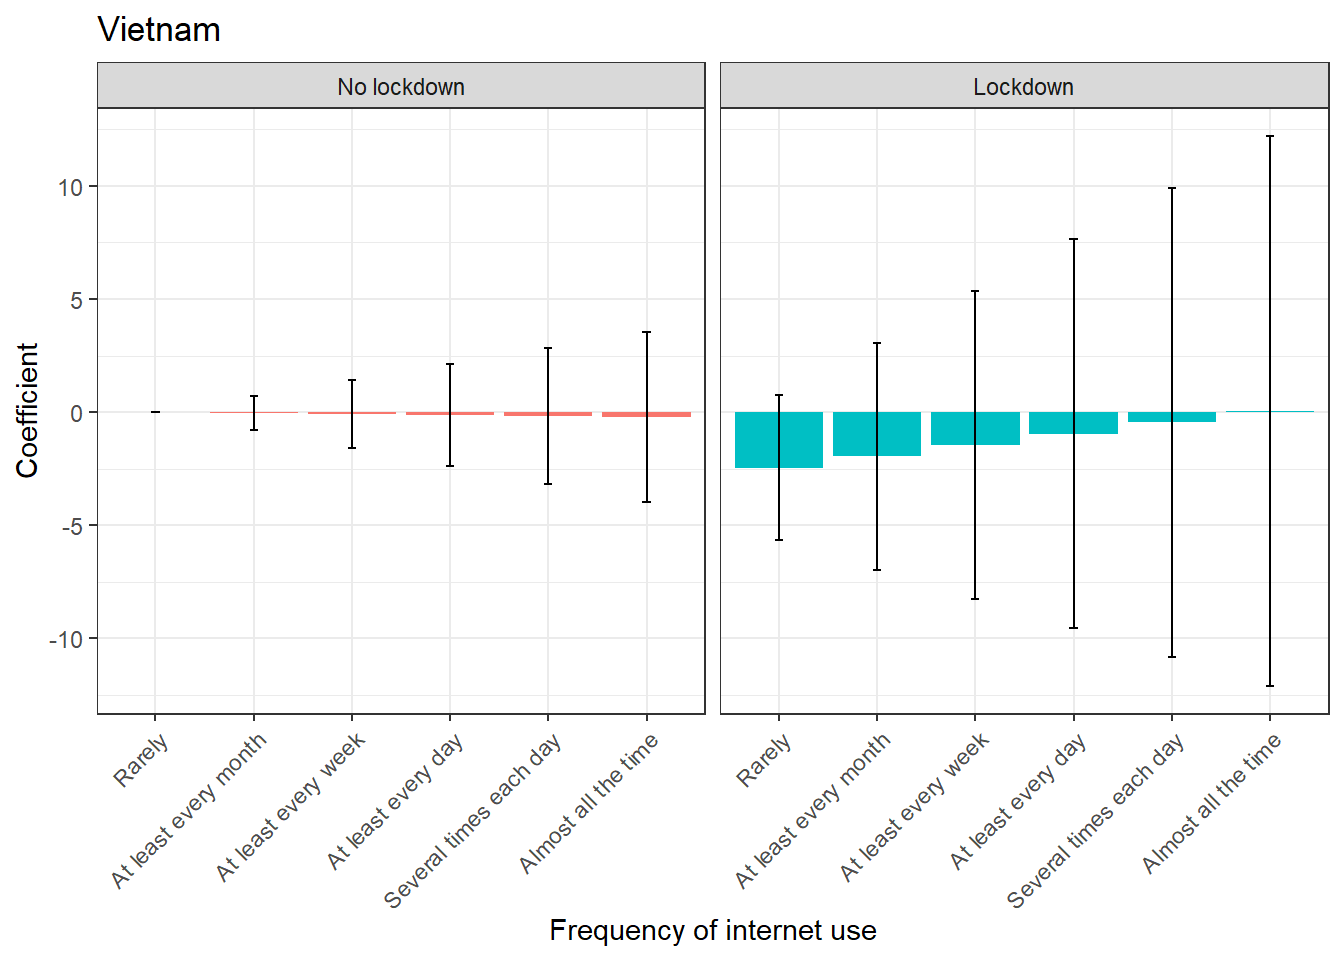 Vietnam
No lockdown
Lockdown
Coefficient
10
5
0
-5
-10
Rarely
At least every month
At least every week
At least every day
Several times each day
Almost all the time
Rarely
At least every month
At least every week
At least every day
Several times each day
Almost all the time
Frequency of internet use